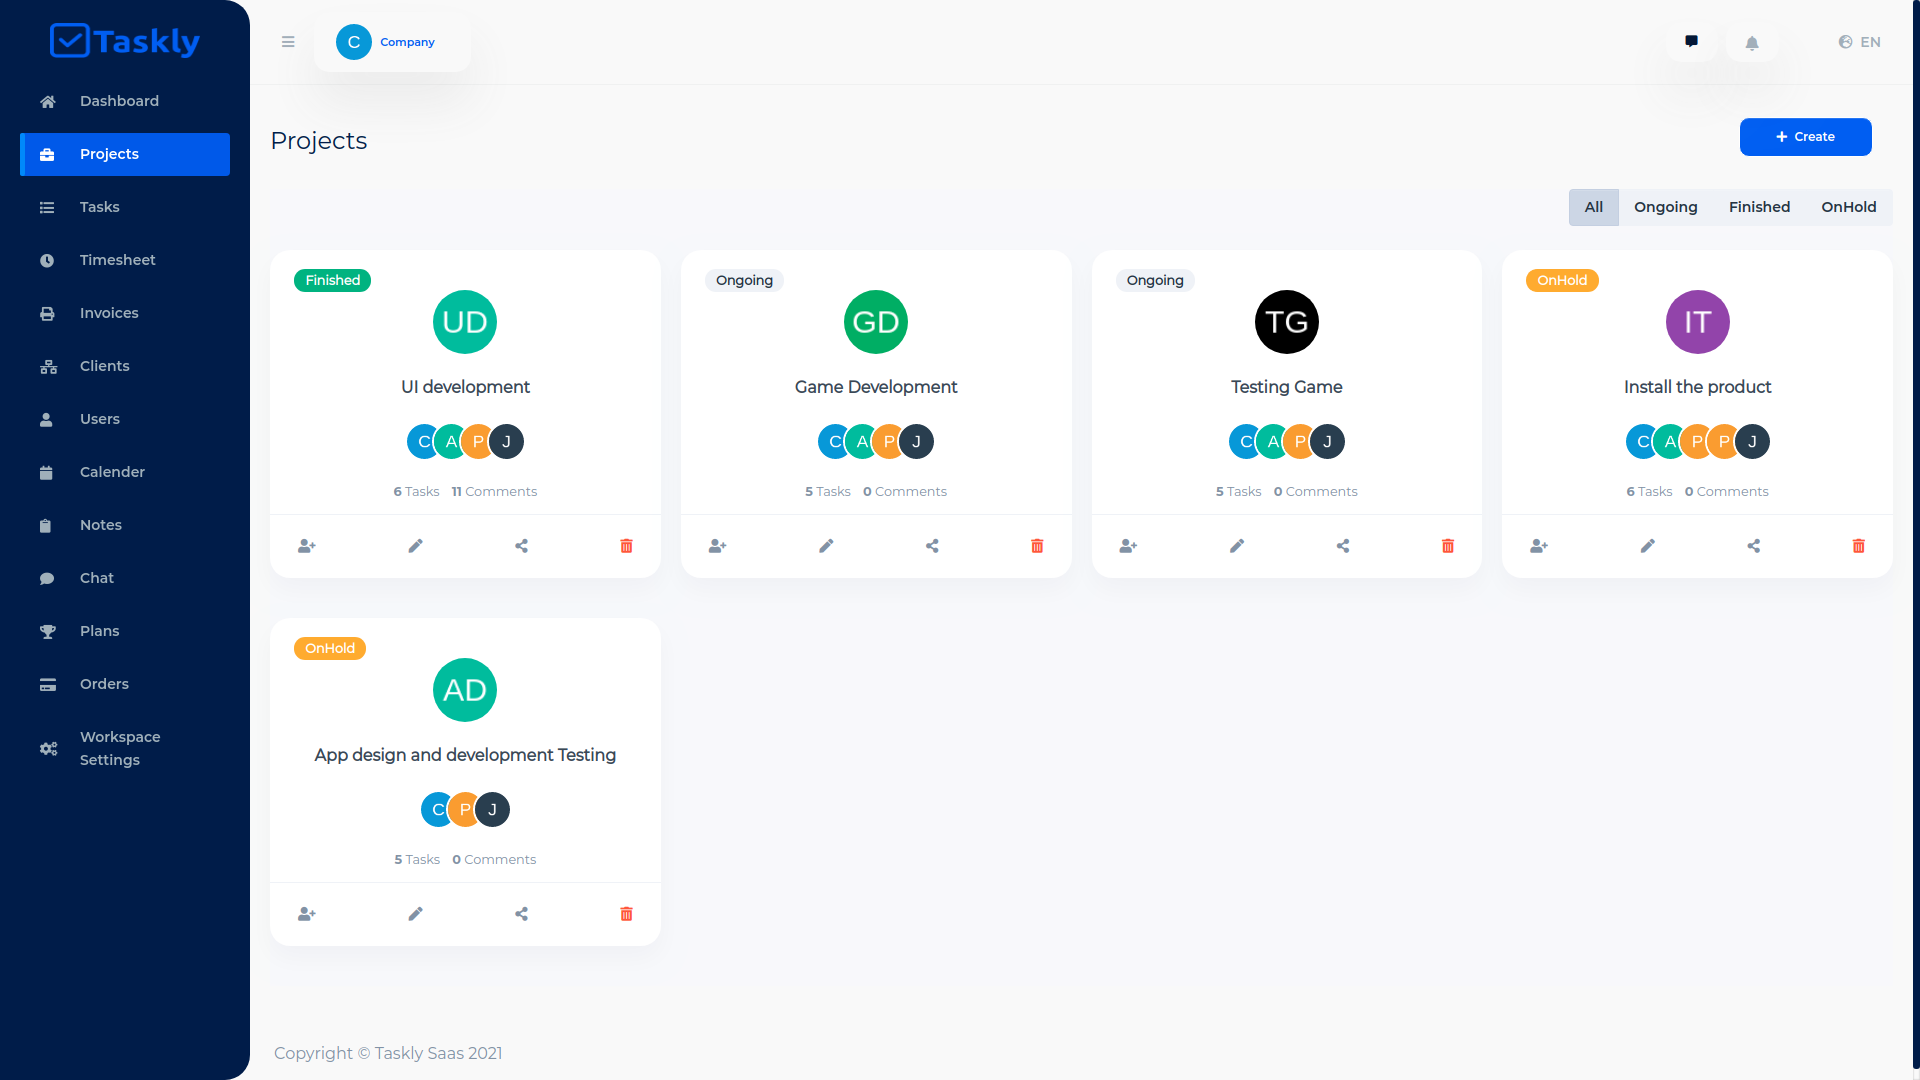 Taskly
Dashboard
Projects
Tasks
Timesheet
Invoices
Clients
Users
Calender
Notes
Chat
Plans
Orders
Workspace
Settings
C Company
EN
Projects
Create
All Ongoing Finished OnHold
Finished
UD
UI development
C A P J
6 Tasks 11 Comments
Ongoing
GD
Game Development
C A P J
5 Tasks 0 Comments
Ongoing
TG
Testing Game
C A P J
5 Tasks 0 Comments
OnHold
IT
Install the product
C A P P J
6 Tasks 0 Comments
OnHold
AD
App design and development Testing
C P J
5 Tasks 0 Comments
Copyright © Taskly Saas 2021